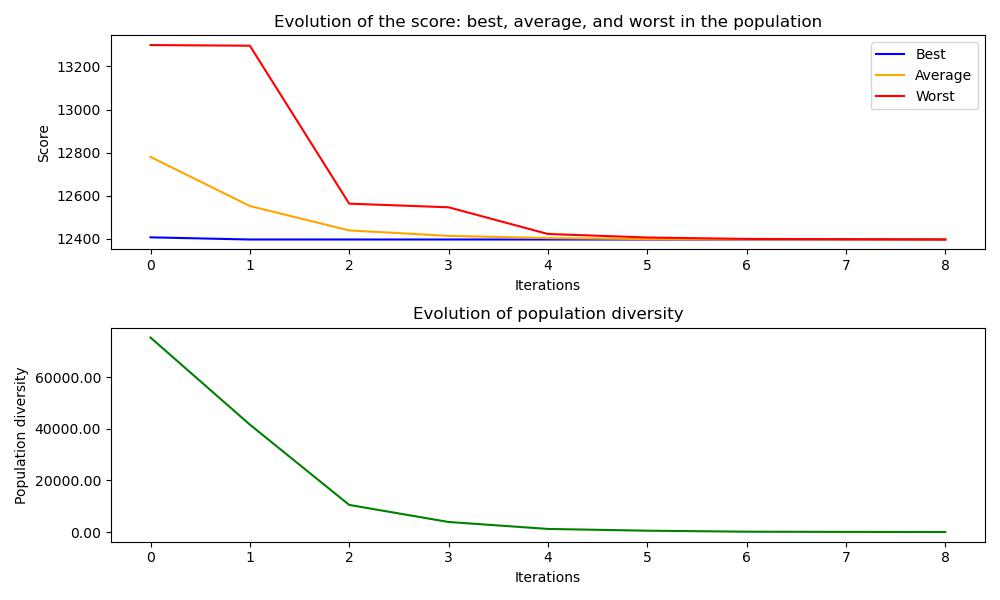 Evolution of the score: best, average, and worst in the population
Score
13200
13000
12800
12600
12400
Best
Average
Worst
0 1 2 3 4 5 6 7 8
Iterations
Evolution of population diversity
Population diversity
60000.00
40000.00
20000.00
0.00
0 1 2 3 4 5 6 7 8
Iterations